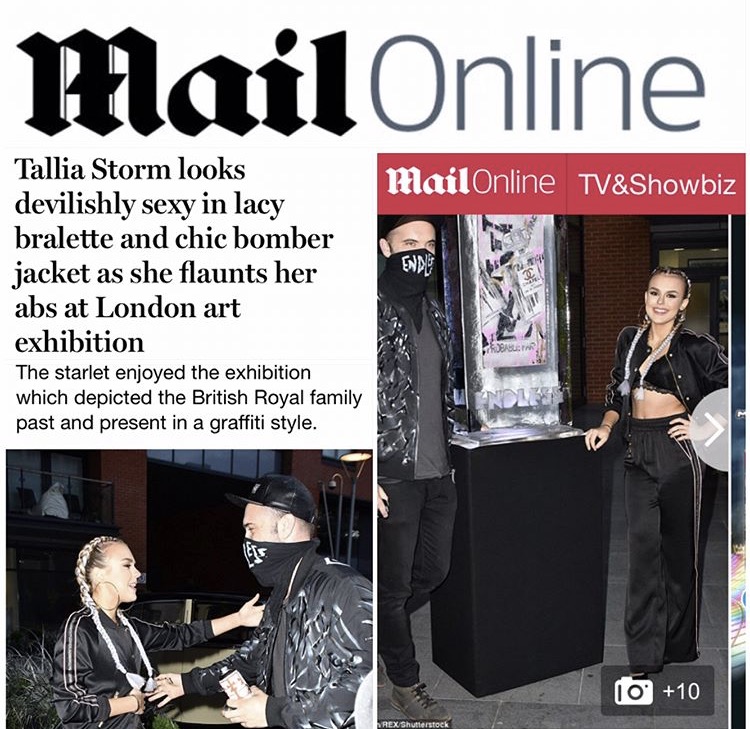 Mail Online
Tallia Storm looks
devilishly sexy in lacy
bralette and chic bomber
jacket as she flaunts her
abs at London art
exhibition
The starlet enjoyed the exhibition
which depicted the British Royal family
past and present in a graffiti style.
Mail Online TV&Showbiz
ENDLESS
CHANEL
ENDLESS
+10
/REX/Shutterstock